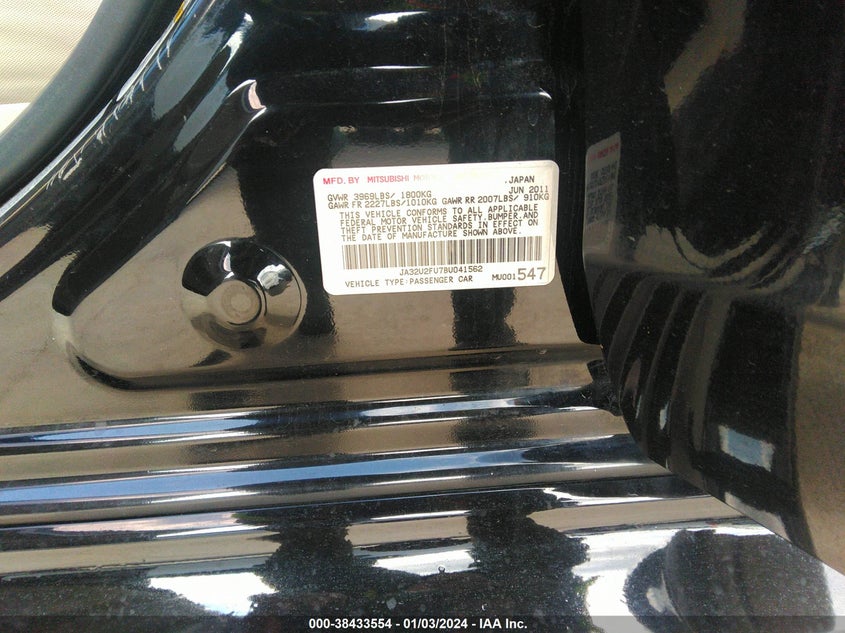 MFD. BY MITSUBISHI , JAPAN
GVWR 3969LBS/ 1800KG JUN 2011
GAWR FR 2227LBS/1010KG GAWR RR 2007LBS/ 910KG
THIS VEHICLE CONFORMS TO ALL APPLICABLE
FEDERAL MOTOR VEHICLE SAFETY, BUMPER, AND
THEFT PREVENTION STANDARDS IN EFFECT ON
THE DATE OF MANUFACTURE SHOWN ABOVE.
JA32U2FU7BU041562
VEHICLE TYPE:PASSENGER CAR MU001547
000-38433554 - 01/03/2024 - IAA Inc.